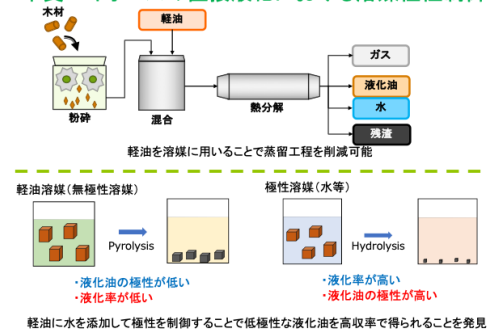 木材
軽油
粉砕
混合
熱分解
ガス
液化油
水
残渣
軽油を溶媒に用いることで蒸留工程を削減可能
軽油溶媒(無極性溶媒)
Pyrolysis
・液化油の極性が低い
・液化率が低い
極性溶媒(水等)
Hydrolysis
・液化率が高い
・液化油の極性が高い
軽油に水を添加して極性を制御することで低極性な液化油を高収率で得られることを発見